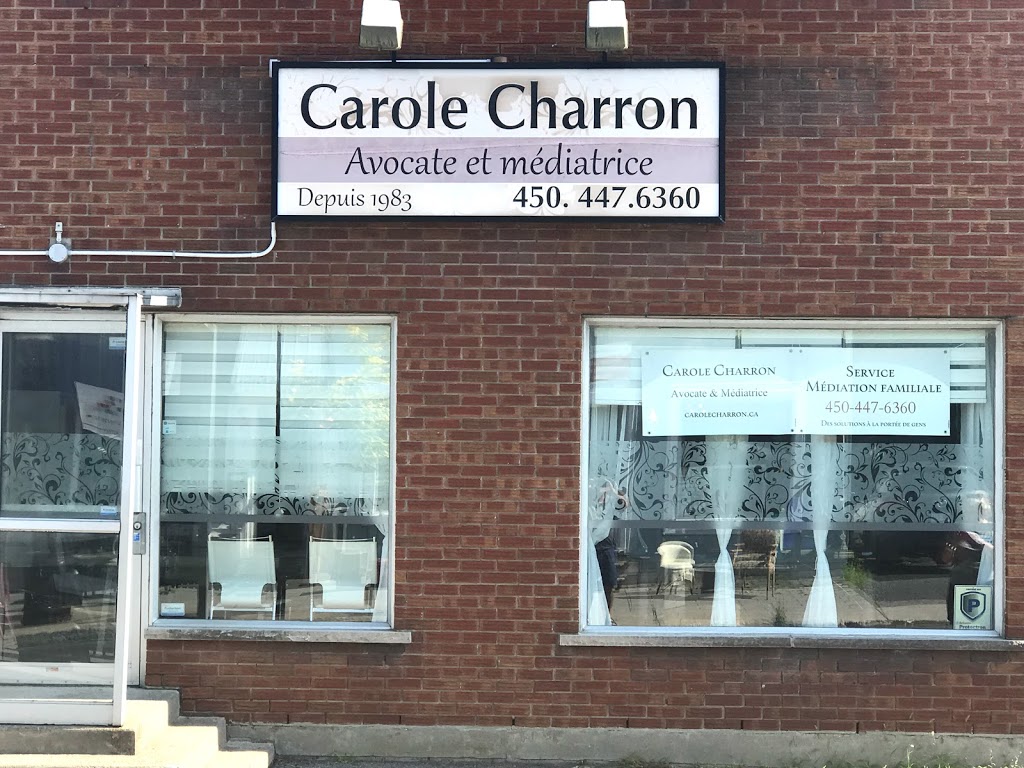 Carole Charron
Avocate et médiatrice
Depuis 1983
450. 447.6360
Carole Charron
Avocate & Médiatrice
carolecharron.ca
Service
Médiation familiale
450-447-6360
Des solutions à la portée de gens
P
Protectron